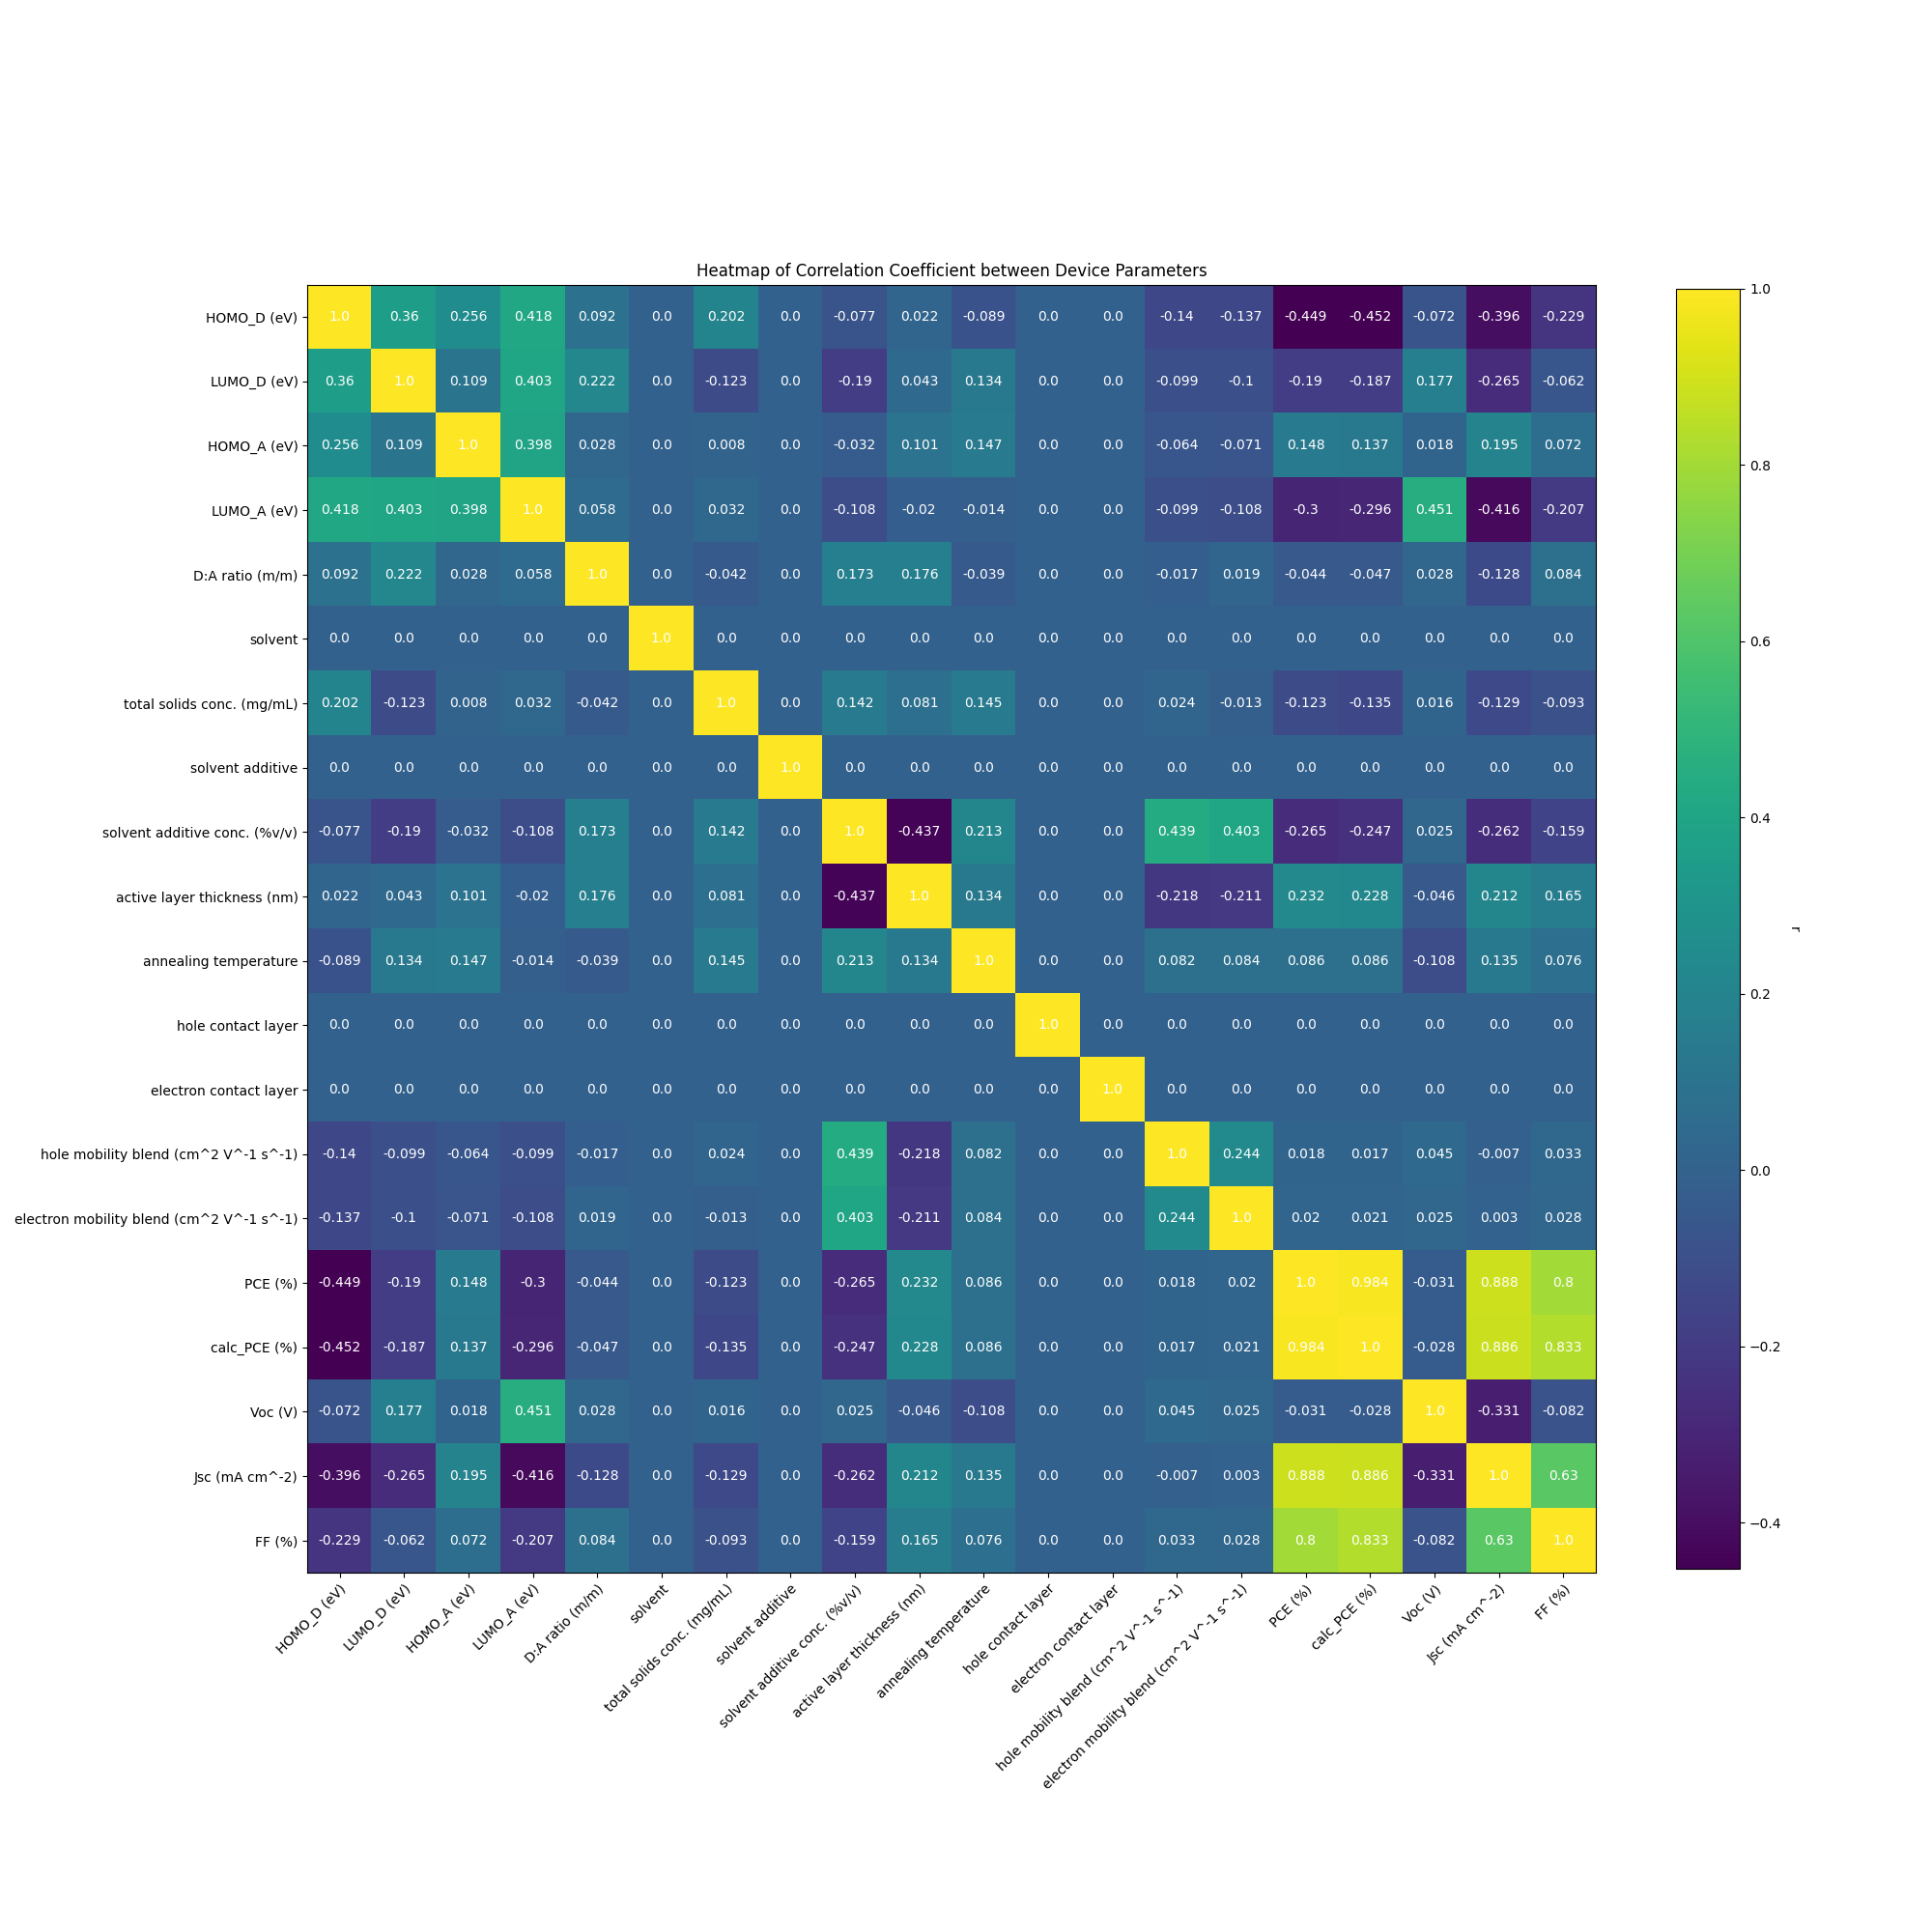 Heatmap of Correlation Coefficient between Device Parameters
HOMO_D (eV) 1.0 0.36 0.256 0.418 0.092 0.0 0.202 0.0 -0.077 0.022 -0.089 0.0 0.0 -0.14 -0.137 -0.449 -0.452 -0.072 -0.396 -0.229
LUMO_D (eV) 0.36 1.0 0.109 0.403 0.222 0.0 -0.123 0.0 -0.19 0.043 0.134 0.0 0.0 -0.099 -0.1 -0.19 -0.187 0.177 -0.265 -0.062
HOMO_A (eV) 0.256 0.109 1.0 0.398 0.028 0.0 0.008 0.0 -0.032 0.101 0.147 0.0 0.0 -0.064 -0.071 0.148 0.137 0.018 0.195 0.072
LUMO_A (eV) 0.418 0.403 0.398 1.0 0.058 0.0 0.032 0.0 -0.108 -0.02 -0.014 0.0 0.0 -0.099 -0.108 -0.3 -0.296 0.451 -0.416 -0.207
D:A ratio (m/m) 0.092 0.222 0.028 0.058 1.0 0.0 -0.042 0.0 0.173 0.176 -0.039 0.0 0.0 -0.017 0.019 -0.044 -0.047 0.028 -0.128 0.084
solvent 0.0 0.0 0.0 0.0 0.0 1.0 0.0 0.0 0.0 0.0 0.0 0.0 0.0 0.0 0.0 0.0 0.0 0.0 0.0 0.0
total solids conc. (mg/mL) 0.202 -0.123 0.008 0.032 -0.042 0.0 1.0 0.0 0.142 0.081 0.145 0.0 0.0 0.024 -0.013 -0.123 -0.135 0.016 -0.129 -0.093
solvent additive 0.0 0.0 0.0 0.0 0.0 0.0 0.0 1.0 0.0 0.0 0.0 0.0 0.0 0.0 0.0 0.0 0.0 0.0 0.0 0.0
solvent additive conc. (%v/v) -0.077 -0.19 -0.032 -0.108 0.173 0.0 0.142 0.0 1.0 -0.437 0.213 0.0 0.0 0.439 0.403 -0.265 -0.247 0.025 -0.262 -0.159
active layer thickness (nm) 0.022 0.043 0.101 -0.02 0.176 0.0 0.081 0.0 -0.437 1.0 0.134 0.0 0.0 -0.218 -0.211 0.232 0.228 -0.046 0.212 0.165
annealing temperature -0.089 0.134 0.147 -0.014 -0.039 0.0 0.145 0.0 0.213 0.134 1.0 0.0 0.0 0.082 0.084 0.086 0.086 -0.108 0.135 0.076
hole contact layer 0.0 0.0 0.0 0.0 0.0 0.0 0.0 0.0 0.0 0.0 0.0 1.0 0.0 0.0 0.0 0.0 0.0 0.0 0.0 0.0
electron contact layer 0.0 0.0 0.0 0.0 0.0 0.0 0.0 0.0 0.0 0.0 0.0 0.0 1.0 0.0 0.0 0.0 0.0 0.0 0.0 0.0
hole mobility blend (cm^2 V^-1 s^-1) -0.14 -0.099 -0.064 -0.099 -0.017 0.0 0.024 0.0 0.439 -0.218 0.082 0.0 0.0 1.0 0.244 0.018 0.017 0.045 -0.007 0.033
electron mobility blend (cm^2 V^-1 s^-1) -0.137 -0.1 -0.071 -0.108 0.019 0.0 -0.013 0.0 0.403 -0.211 0.084 0.0 0.0 0.244 1.0 0.02 0.021 0.025 0.003 0.028
PCE (%) -0.449 -0.19 0.148 -0.3 -0.044 0.0 -0.123 0.0 -0.265 0.232 0.086 0.0 0.0 0.018 0.02 1.0 0.984 -0.031 0.888 0.8
calc_PCE (%) -0.452 -0.187 0.137 -0.296 -0.047 0.0 -0.135 0.0 -0.247 0.228 0.086 0.0 0.0 0.017 0.021 0.984 1.0 -0.028 0.886 0.833
Voc (V) -0.072 0.177 0.018 0.451 0.028 0.0 0.016 0.0 0.025 -0.046 -0.108 0.0 0.0 0.045 0.025 -0.031 -0.028 1.0 -0.331 -0.082
Jsc (mA cm^-2) -0.396 -0.265 0.195 -0.416 -0.128 0.0 -0.129 0.0 -0.262 0.212 0.135 0.0 0.0 -0.007 0.003 0.888 0.886 -0.331 1.0 0.63
FF (%) -0.229 -0.062 0.072 -0.207 0.084 0.0 -0.093 0.0 -0.159 0.165 0.076 0.0 0.0 0.033 0.028 0.8 0.833 -0.082 0.63 1.0
HOMO_D (eV)
LUMO_D (eV)
HOMO_A (eV)
LUMO_A (eV)
D:A ratio (m/m)
solvent
total solids conc. (mg/mL)
solvent additive
solvent additive conc. (%v/v)
active layer thickness (nm)
annealing temperature
hole contact layer
electron contact layer
hole mobility blend (cm^2 V^-1 s^-1)
electron mobility blend (cm^2 V^-1 s^-1)
PCE (%)
calc_PCE (%)
Voc (V)
Jsc (mA cm^-2)
FF (%)
1.0
0.8
0.6
0.4
0.2
0.0
−0.2
−0.4
r